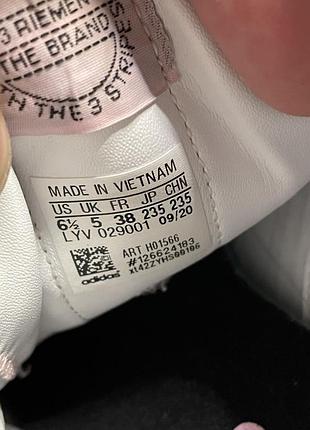 3 RIEMEN
THE BRAND
TH THE 3 STRIPES
MADE IN VIETNAM
US UK FR JP CHN
6½ 5 38 235 235
LYV 029001 09/20
ART H01566
#126624183
xt42ZYHS00106
adidas